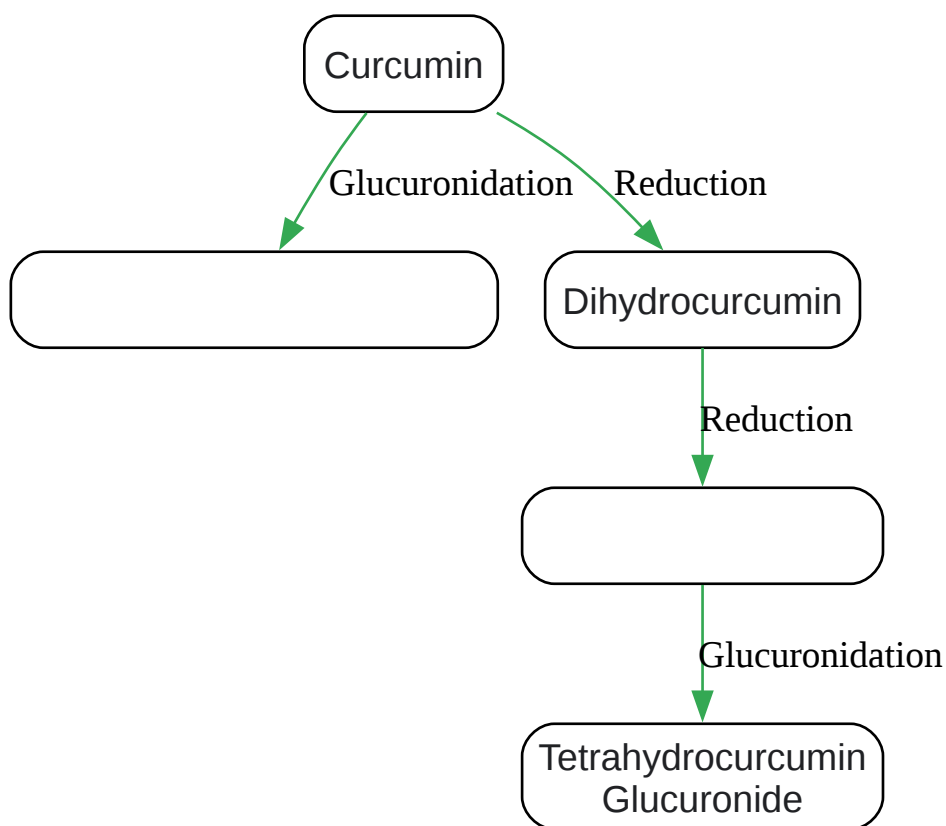 Curcumin
Glucuronidation
Reduction
Dihydrocurcumin
Reduction
Glucuronidation
Tetrahydrocurcumin
Glucuronide